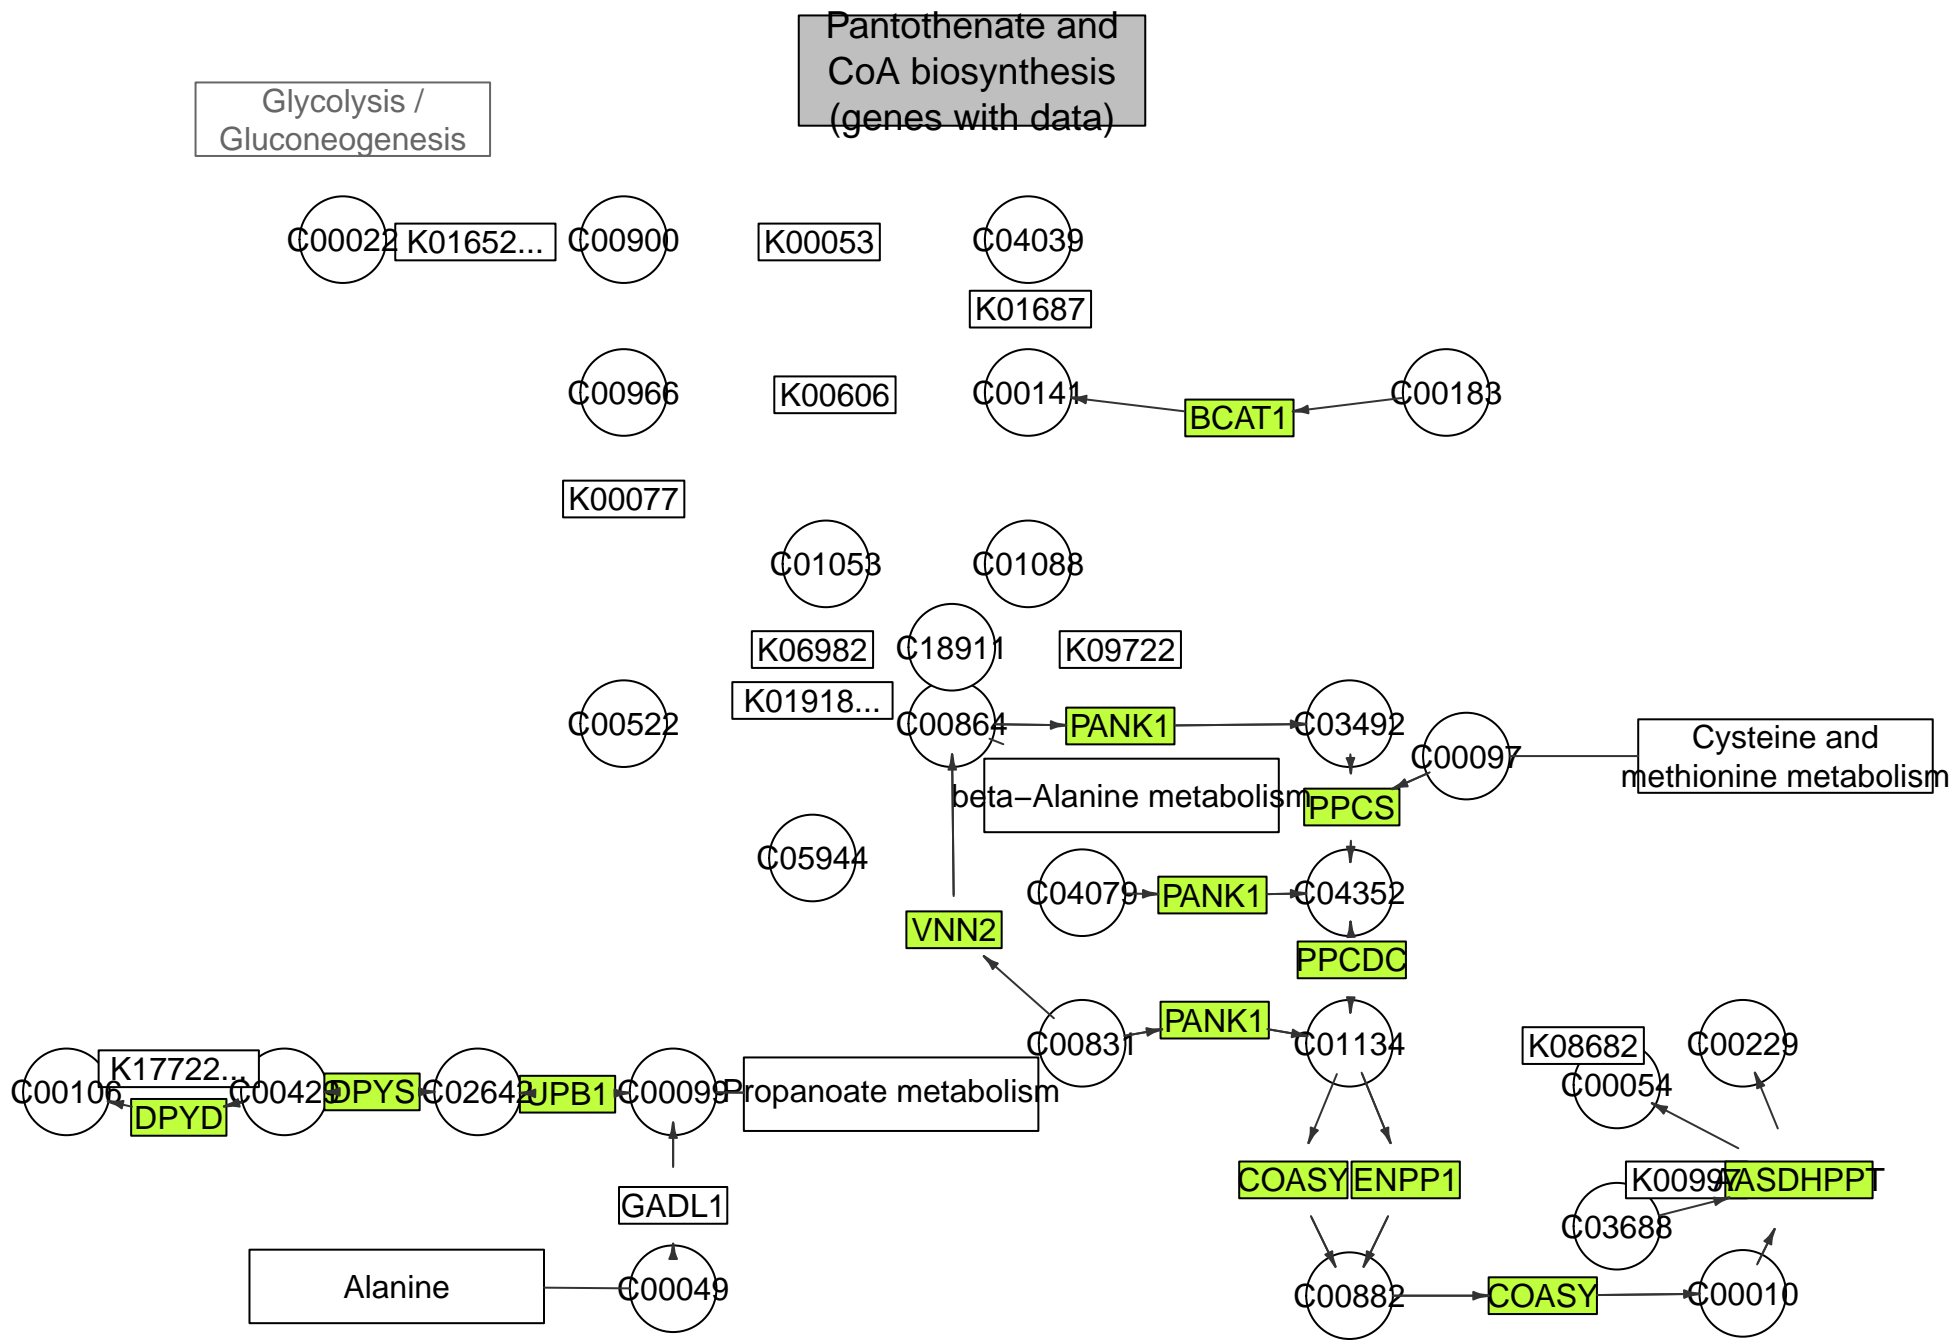 Pantothenate and
CoA biosynthesis
(genes with data)
Glycolysis /
Gluconeogenesis
C00022 K01652... C00900 K00053 C04039
K01687
C00966 K00606 C00141 BCAT1 C00183
K00077
C01053 C01088
K06982 C18911 K09722
K01918...
C00522 C00864 PANK1 C03492 C00097
Cysteine and
methionine metabolism
beta–Alanine metabolism PPCS
C05944 C04079 PANK1 C04352
VNN2 PPCDC
C00831 PANK1 C01134 K08682 C00229
C00106 K17722... DPYD C00429 DPYS C02642 UPB1 C00099 Propanoate metabolism C00054
GADL1 COASY ENPP1 K00997 AASDHPPT
C03688
Alanine C00049 C00882 COASY C00010